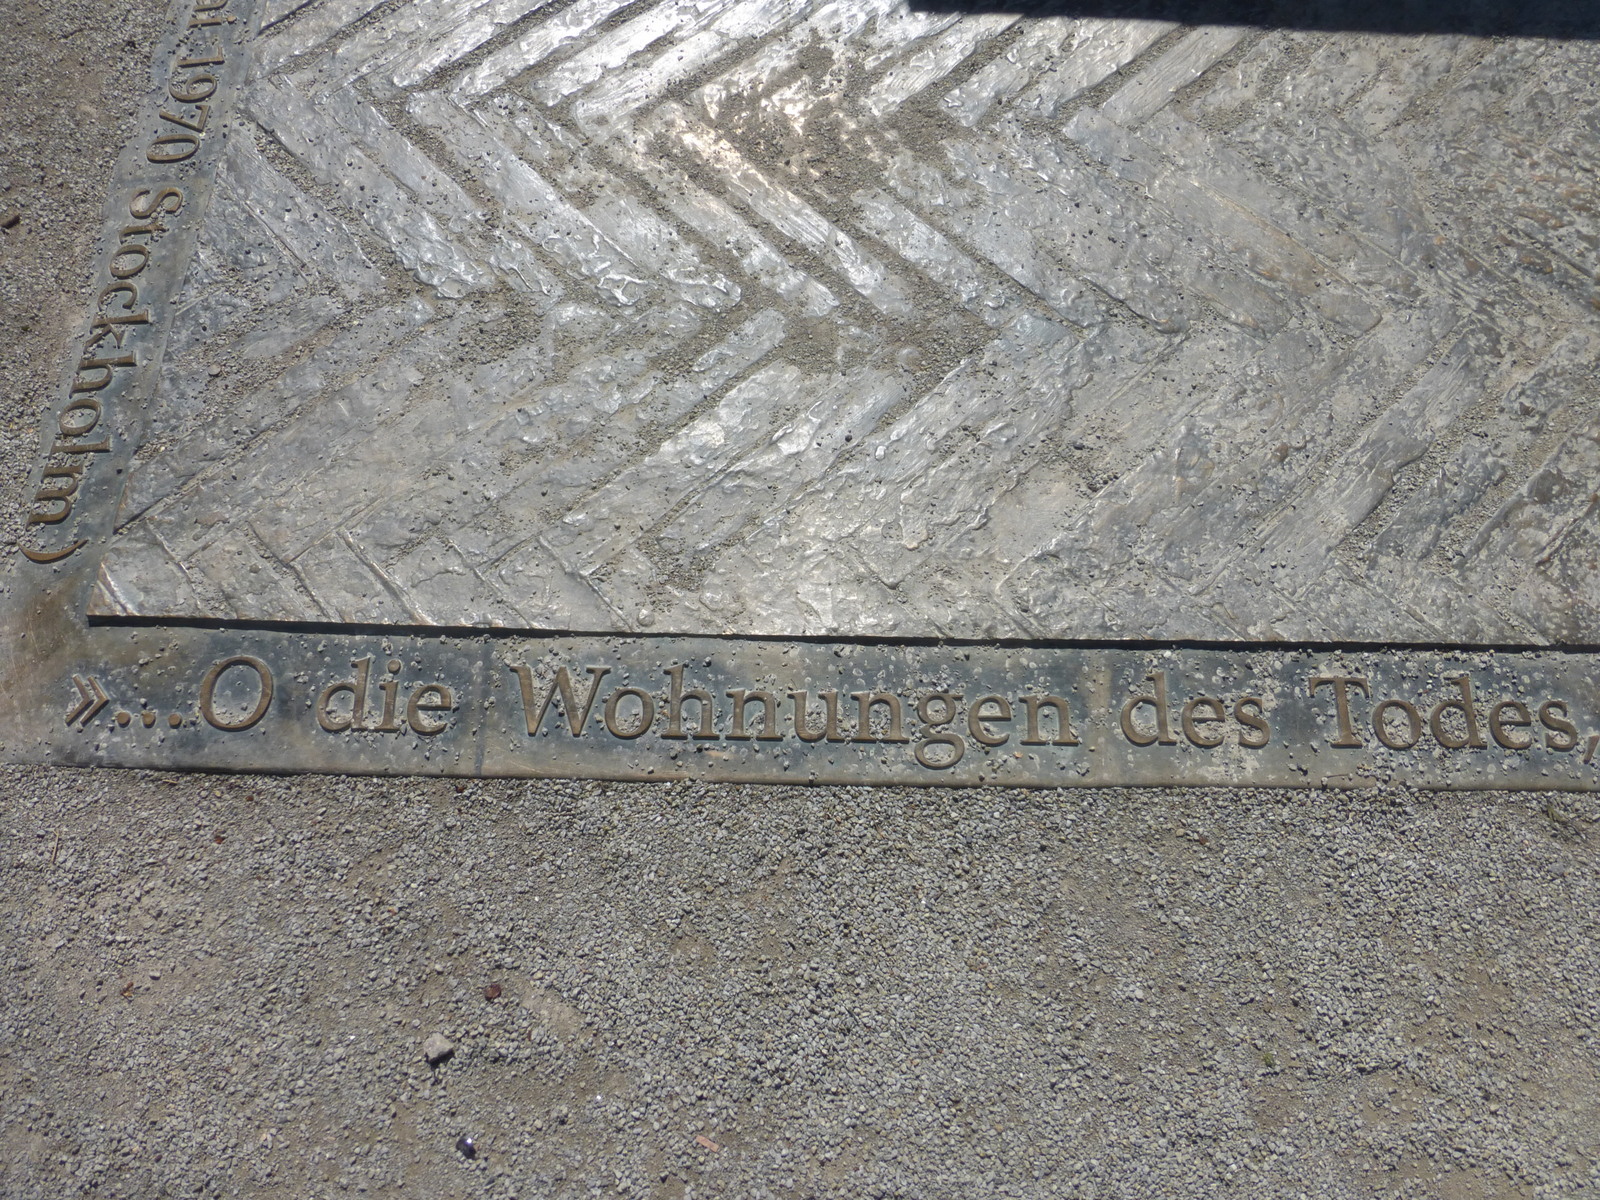 »...O die Wohnungen des Todes,
1970 Stockholm)